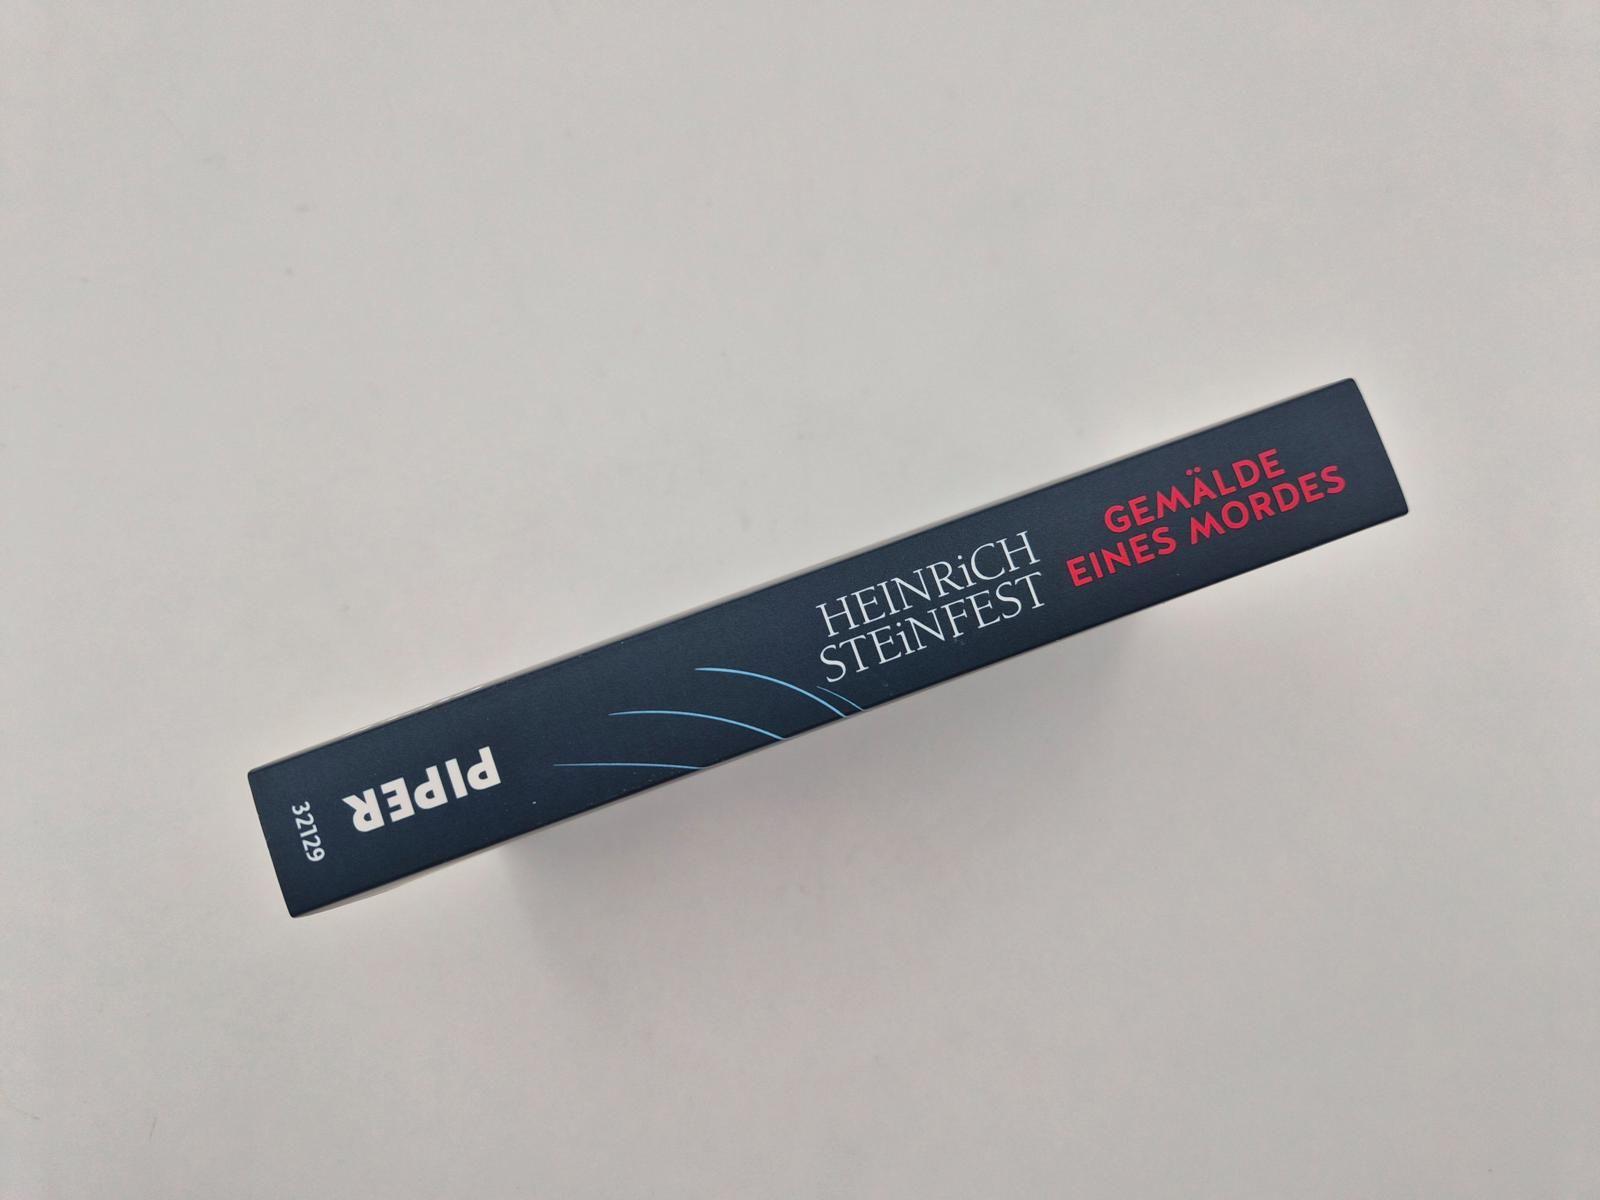 GEMÄLDE
EINES MORDES
HEINRiCH
STEiNFEST
PIPER
32129